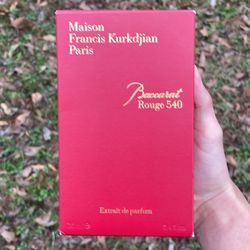 Maison
Francis Kurkdjian
Paris
Baccarat
Rouge 540
Extrait de parfum